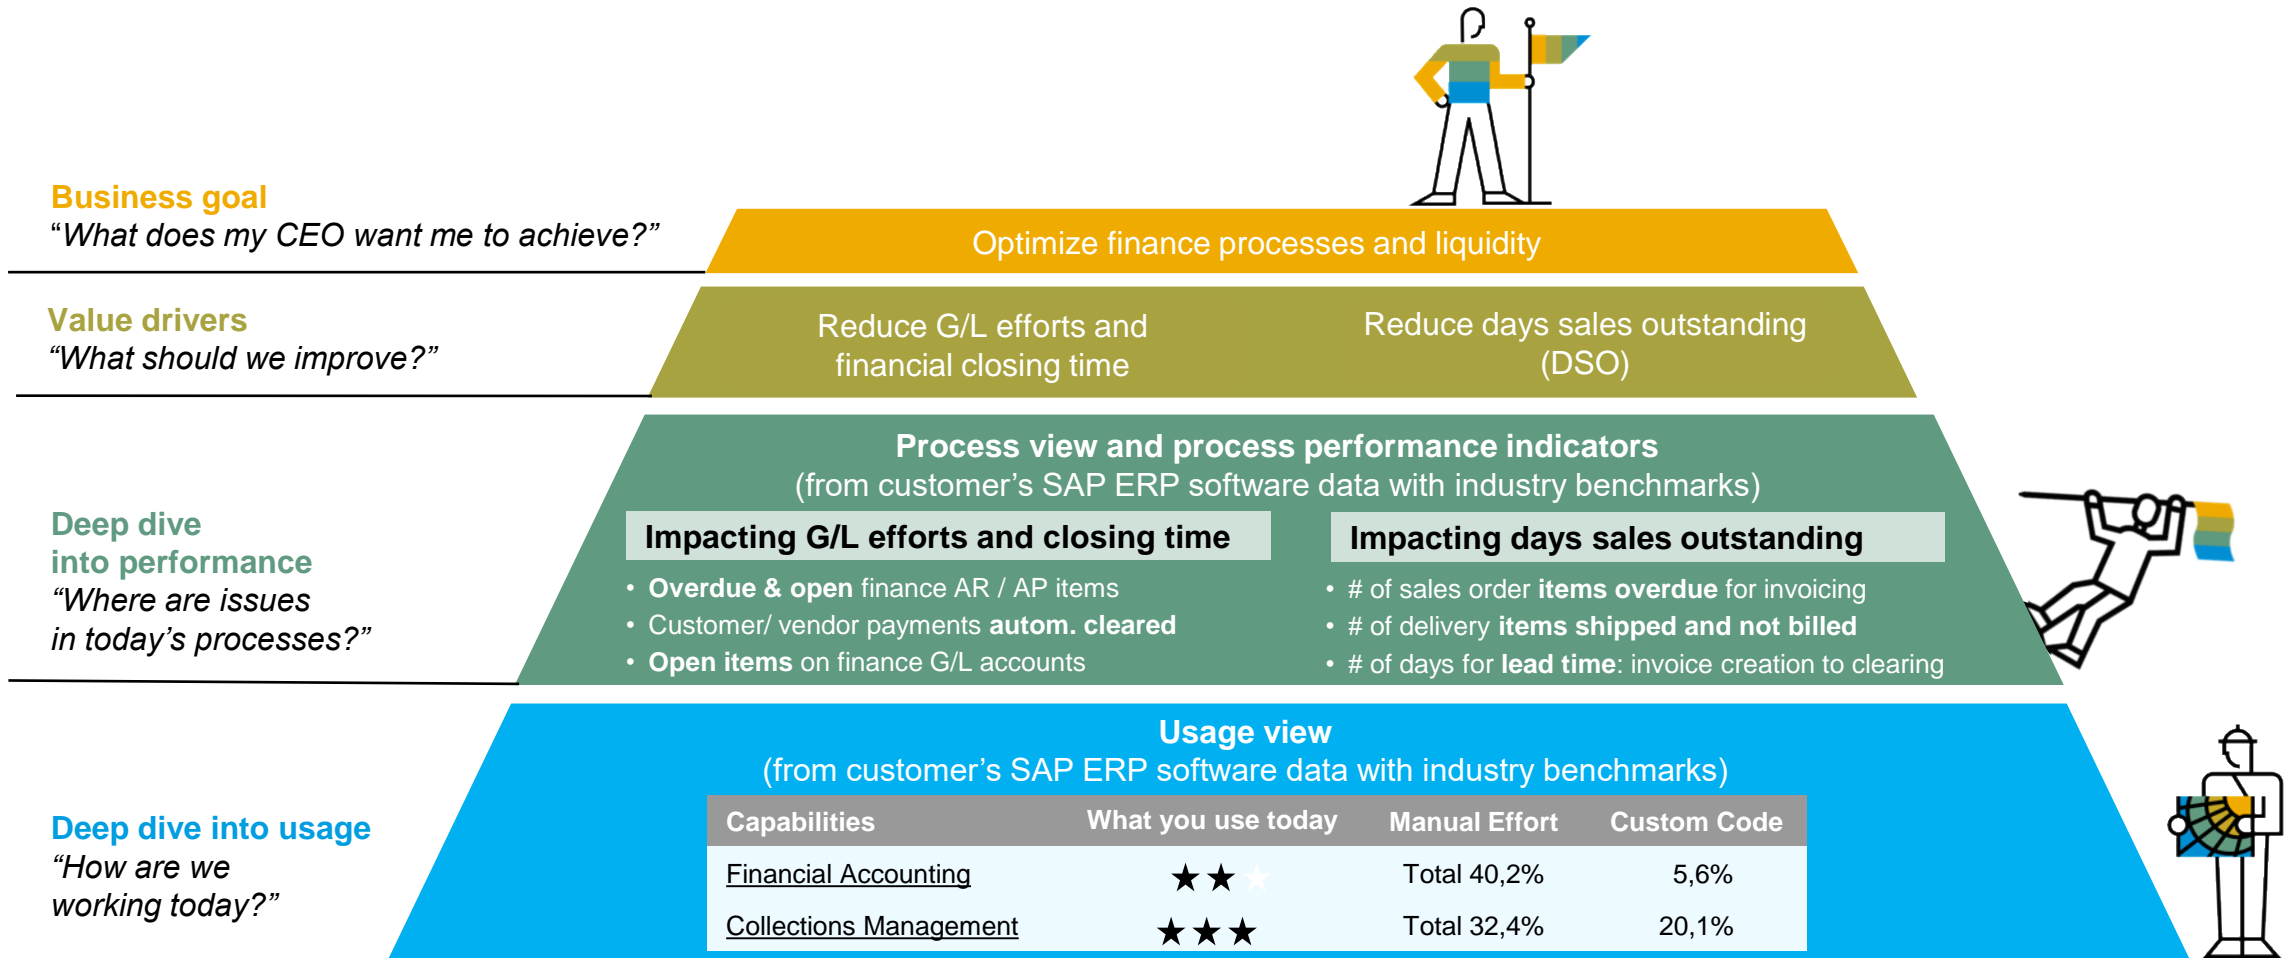 Business goal
“What does my CEO want me to achieve?”
Optimize finance processes and liquidity
Value drivers
“What should we improve?”
Reduce G/L efforts and
financial closing time
Reduce days sales outstanding
(DSO)
Deep dive
into performance
“Where are issues
in today’s processes?”
Process view and process performance indicators
(from customer’s SAP ERP software data with industry benchmarks)
Impacting G/L efforts and closing time
• Overdue & open finance AR / AP items
• Customer/ vendor payments autom. cleared
• Open items on finance G/L accounts
Impacting days sales outstanding
• # of sales order items overdue for invoicing
• # of delivery items shipped and not billed
• # of days for lead time: invoice creation to clearing
Deep dive into usage
“How are we
working today?”
Usage view
(from customer’s SAP ERP software data with industry benchmarks)
Capabilities What you use today Manual Effort Custom Code
Financial Accounting ★★ Total 40,2% 5,6%
Collections Management ★★★ Total 32,4% 20,1%